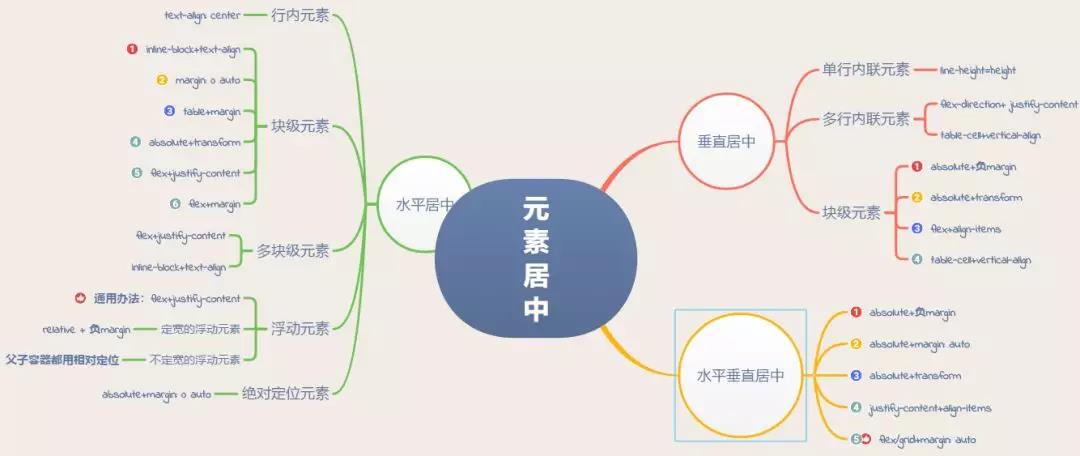 元素居中
水平居中
行内元素
text-align: center
块级元素
1 inline-block+text-align
2 margin: 0 auto
3 table+margin
4 absolute+transform
5 flex+justify-content
6 flex+margin
多块级元素
flex+justify-content
inline-block+text-align
浮动元素
通用办法：flex+justify-content
定宽的浮动元素
relative + 负margin
不定宽的浮动元素
父子容器都用相对定位
绝对定位元素
absolute+margin: 0 auto
垂直居中
单行内联元素
line-height=height
多行内联元素
flex-direction+ justify-content
table-cell+vertical-align
块级元素
1 absolute+负margin
2 absolute+transform
3 flex+align-items
4 table-cell+vertical-align
水平垂直居中
1 absolute+负margin
2 absolute+margin: auto
3 absolute+transform
4 justify-content+align-items
5 flex/grid+margin: auto